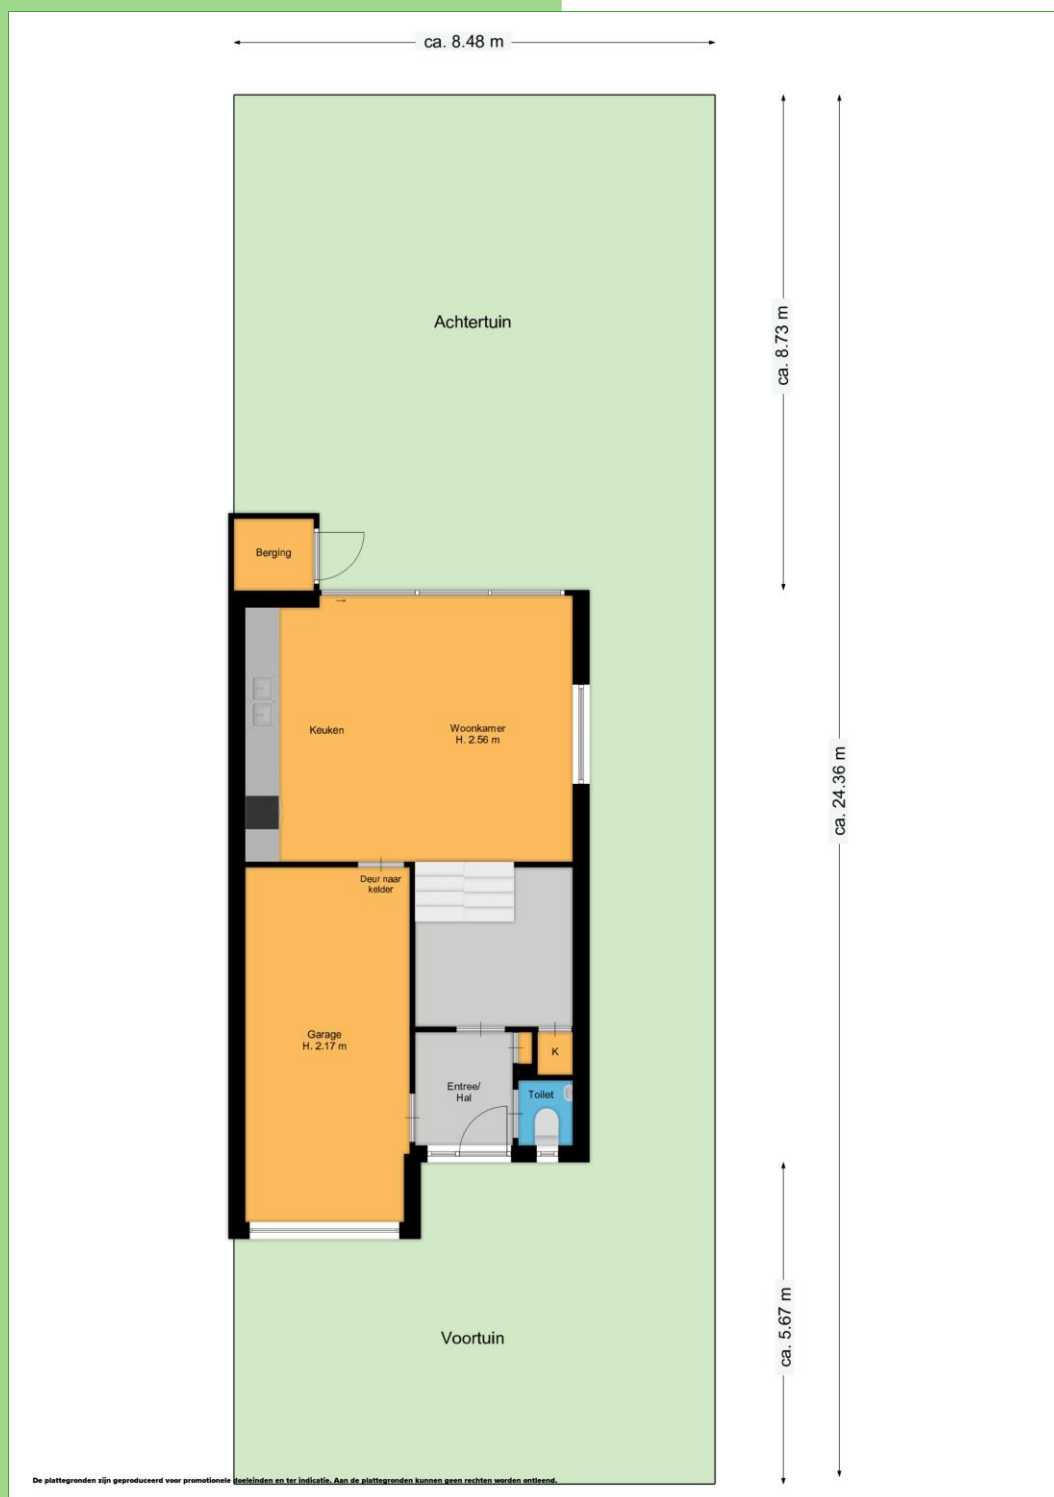 ca. 8.48 m
Achtertuin
ca. 8.73 m
Berging
Keuken
Woonkamer
H. 2.56 m
ca. 24.36 m
Deur naar
kelder
Garage
H. 2.17 m
K
Entree/
Hal
Toilet
ca. 5.67 m
Voortuin
De plattegronden zijn geproduceerd voor promotionele doeleinden en ter indicatie. Aan de plattegronden kunnen geen rechten worden ontleend.